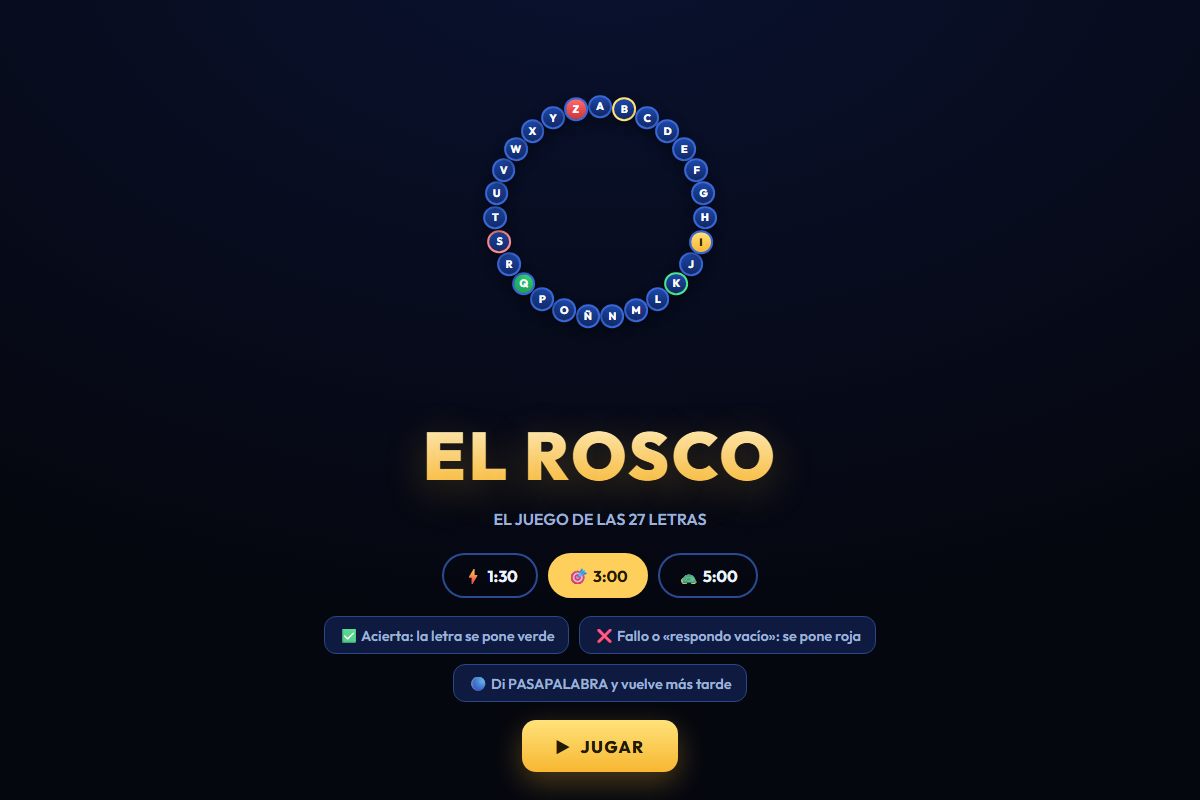 A
B
C
D
E
F
G
H
I
J
K
L
M
N
Ñ
O
P
Q
R
S
T
U
V
W
X
Y
Z
EL ROSCO
EL JUEGO DE LAS 27 LETRAS
1:30
3:00
5:00
Acierta: la letra se pone verde
Fallo o «respondo vacío»: se pone roja
Di PASAPALABRA y vuelve más tarde
JUGAR